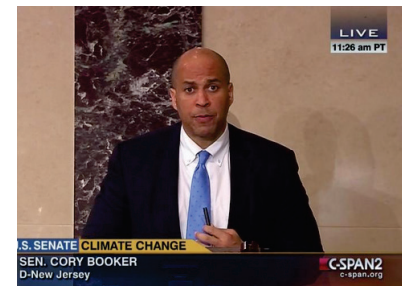 LIVE
11:26 am PT
U.S. SENATE CLIMATE CHANGE
SEN. CORY BOOKER
D-New Jersey
C-SPAN2
c-span.org